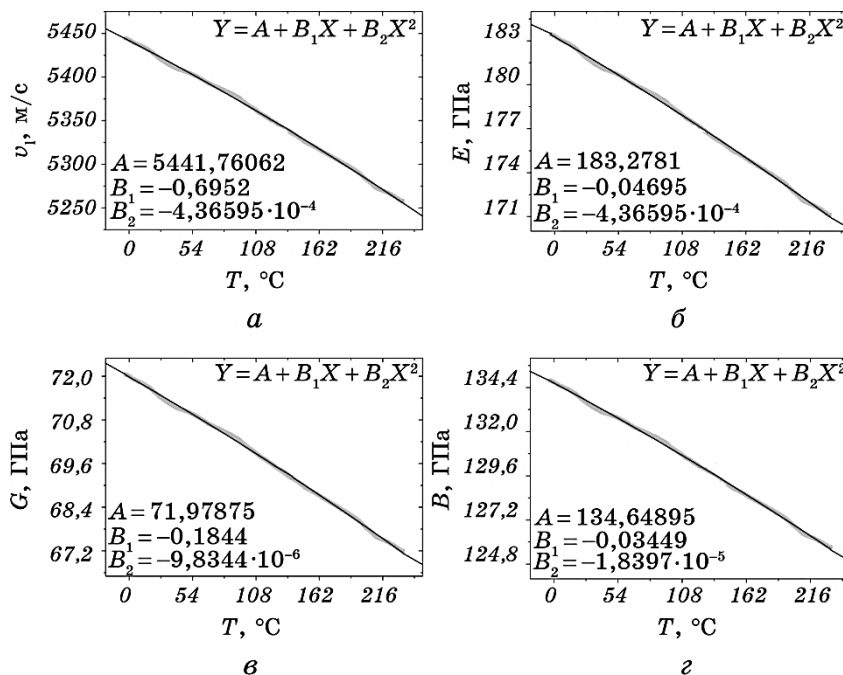 Y = A + B₁X + B₂X²
5450
5400
5350
5300
5250
v₁, м/с
A = 5441,76062
B₁ = −0,6952
B₂ = −4,36595·10⁻⁴
0 54 108 162 216
T, °C
а
Y = A + B₁X + B₂X²
183
180
177
174
171
E, ГПа
A = 183,2781
B₁ = −0,04695
B₂ = −4,36595·10⁻⁴
0 54 108 162 216
T, °C
б
Y = A + B₁X + B₂X²
72,0
70,8
69,6
68,4
67,2
G, ГПа
A = 71,97875
B₁ = −0,1844
B₂ = −9,8344·10⁻⁶
0 54 108 162 216
T, °C
в
Y = A + B₁X + B₂X²
134,4
132,0
129,6
127,2
124,8
B, ГПа
A = 134,64895
B₁ = −0,03449
B₂ = −1,8397·10⁻⁵
0 54 108 162 216
T, °C
г